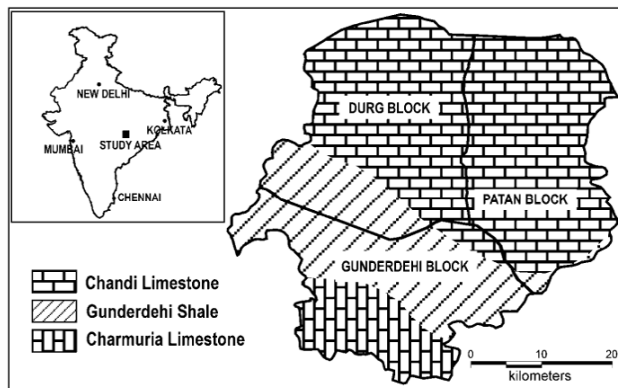 NEW DELHI
KOLKATA
MUMBAI
STUDY AREA
CHENNAI
DURG BLOCK
PATAN BLOCK
GUNDERDEHI BLOCK
Chandi Limestone
Gunderdehi Shale
Charmuria Limestone
0 10 20
kilometers